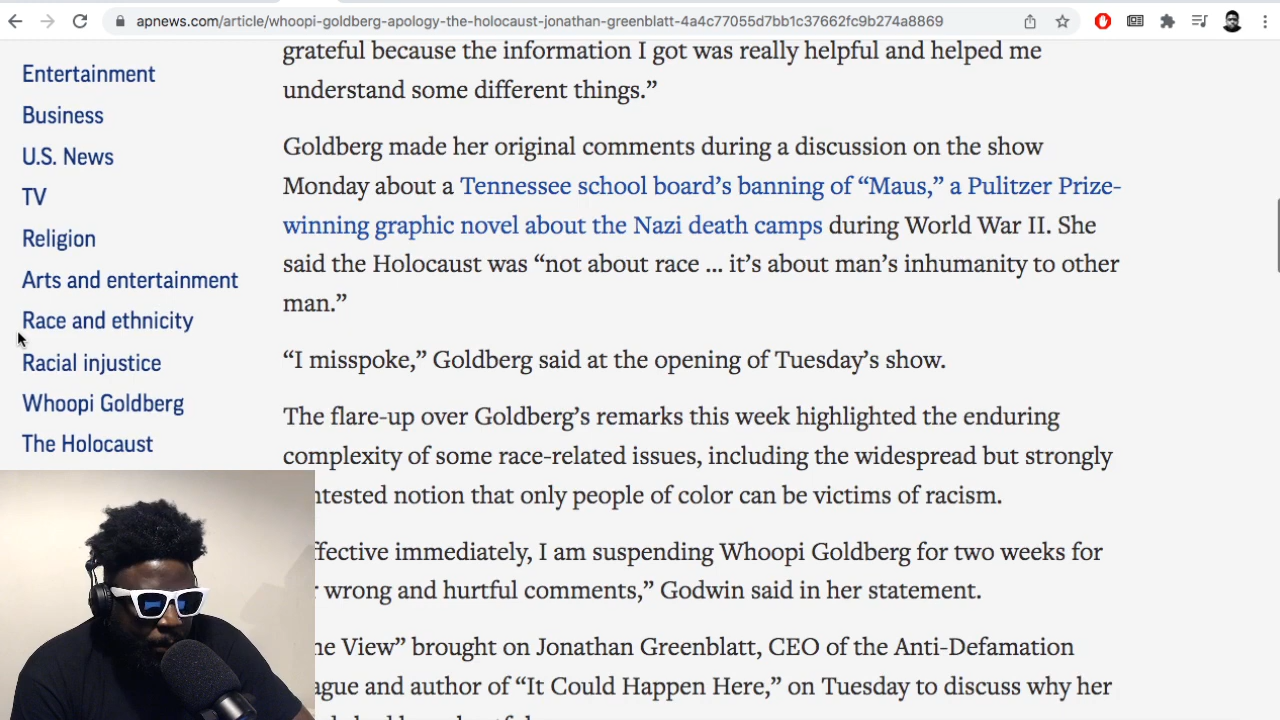 apnews.com/article/whoopi-goldberg-apology-the-holocaust-jonathan-greenblatt-4a4c77055d7bb1c37662fc9b274a8869
Entertainment
Business
U.S. News
TV
Religion
Arts and entertainment
Race and ethnicity
Racial injustice
Whoopi Goldberg
The Holocaust
grateful because the information I got was really helpful and helped me
understand some different things.”
Goldberg made her original comments during a discussion on the show
Monday about a Tennessee school board’s banning of “Maus,” a Pulitzer Prize-
winning graphic novel about the Nazi death camps during World War II. She
said the Holocaust was “not about race ... it’s about man’s inhumanity to other
man.”
“I misspoke,” Goldberg said at the opening of Tuesday’s show.
The flare-up over Goldberg’s remarks this week highlighted the enduring
complexity of some race-related issues, including the widespread but strongly
ntested notion that only people of color can be victims of racism.
ffective immediately, I am suspending Whoopi Goldberg for two weeks for
wrong and hurtful comments,” Godwin said in her statement.
he View” brought on Jonathan Greenblatt, CEO of the Anti-Defamation
ague and author of “It Could Happen Here,” on Tuesday to discuss why her